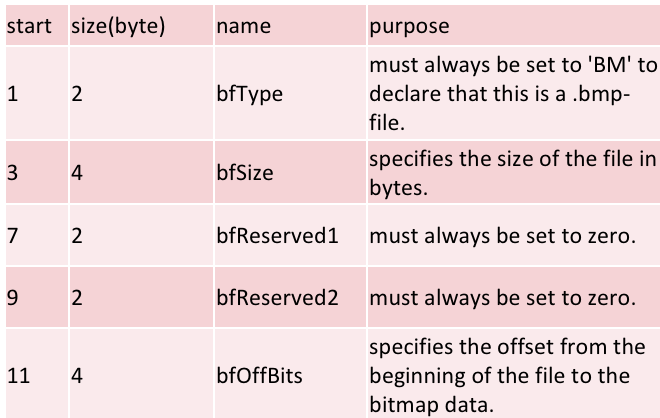 start size(byte) name purpose
1 2 bfType must always be set to 'BM' to declare that this is a .bmp-file.
3 4 bfSize specifies the size of the file in bytes.
7 2 bfReserved1 must always be set to zero.
9 2 bfReserved2 must always be set to zero.
11 4 bfOffBits specifies the offset from the beginning of the file to the bitmap data.